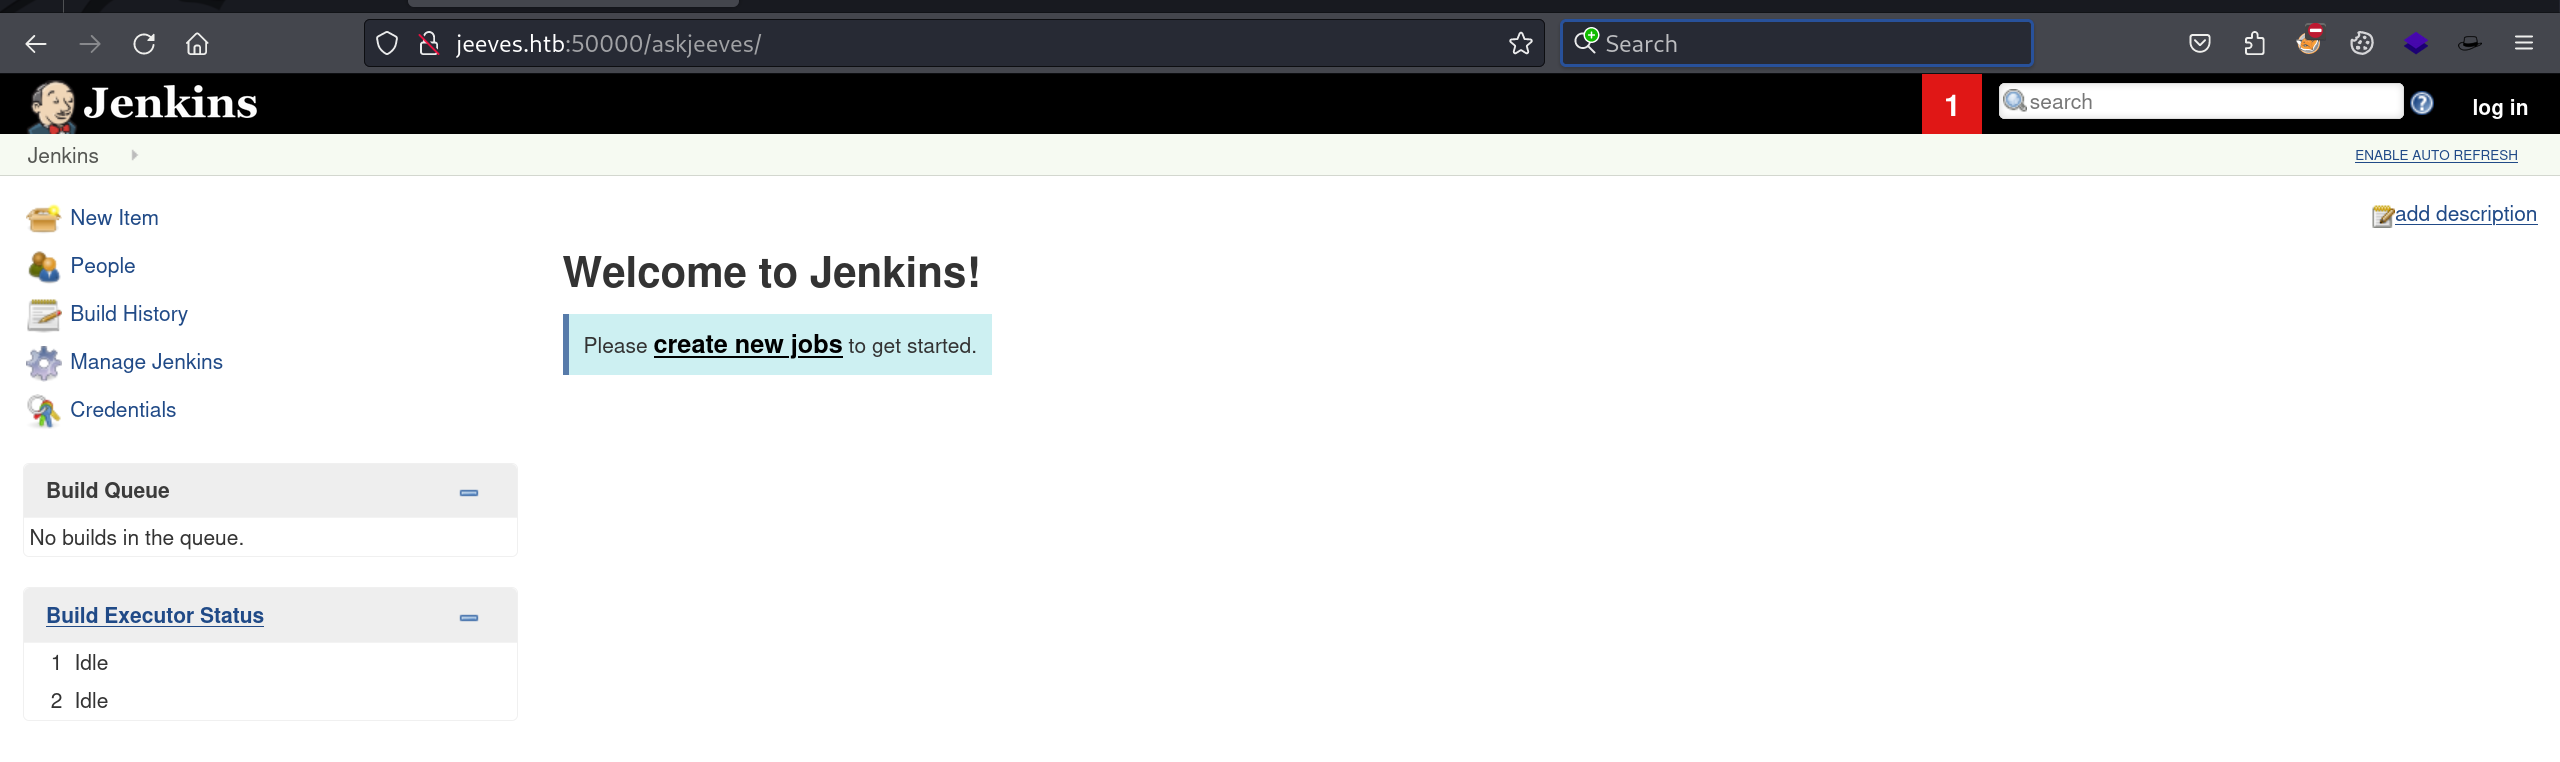 jeeves.htb:50000/askjeeves/
Search
Jenkins
1
search
log in
Jenkins
ENABLE AUTO REFRESH
New Item
People
Build History
Manage Jenkins
Credentials
add description
Welcome to Jenkins!
Please create new jobs to get started.
Build Queue
No builds in the queue.
Build Executor Status
1 Idle
2 Idle